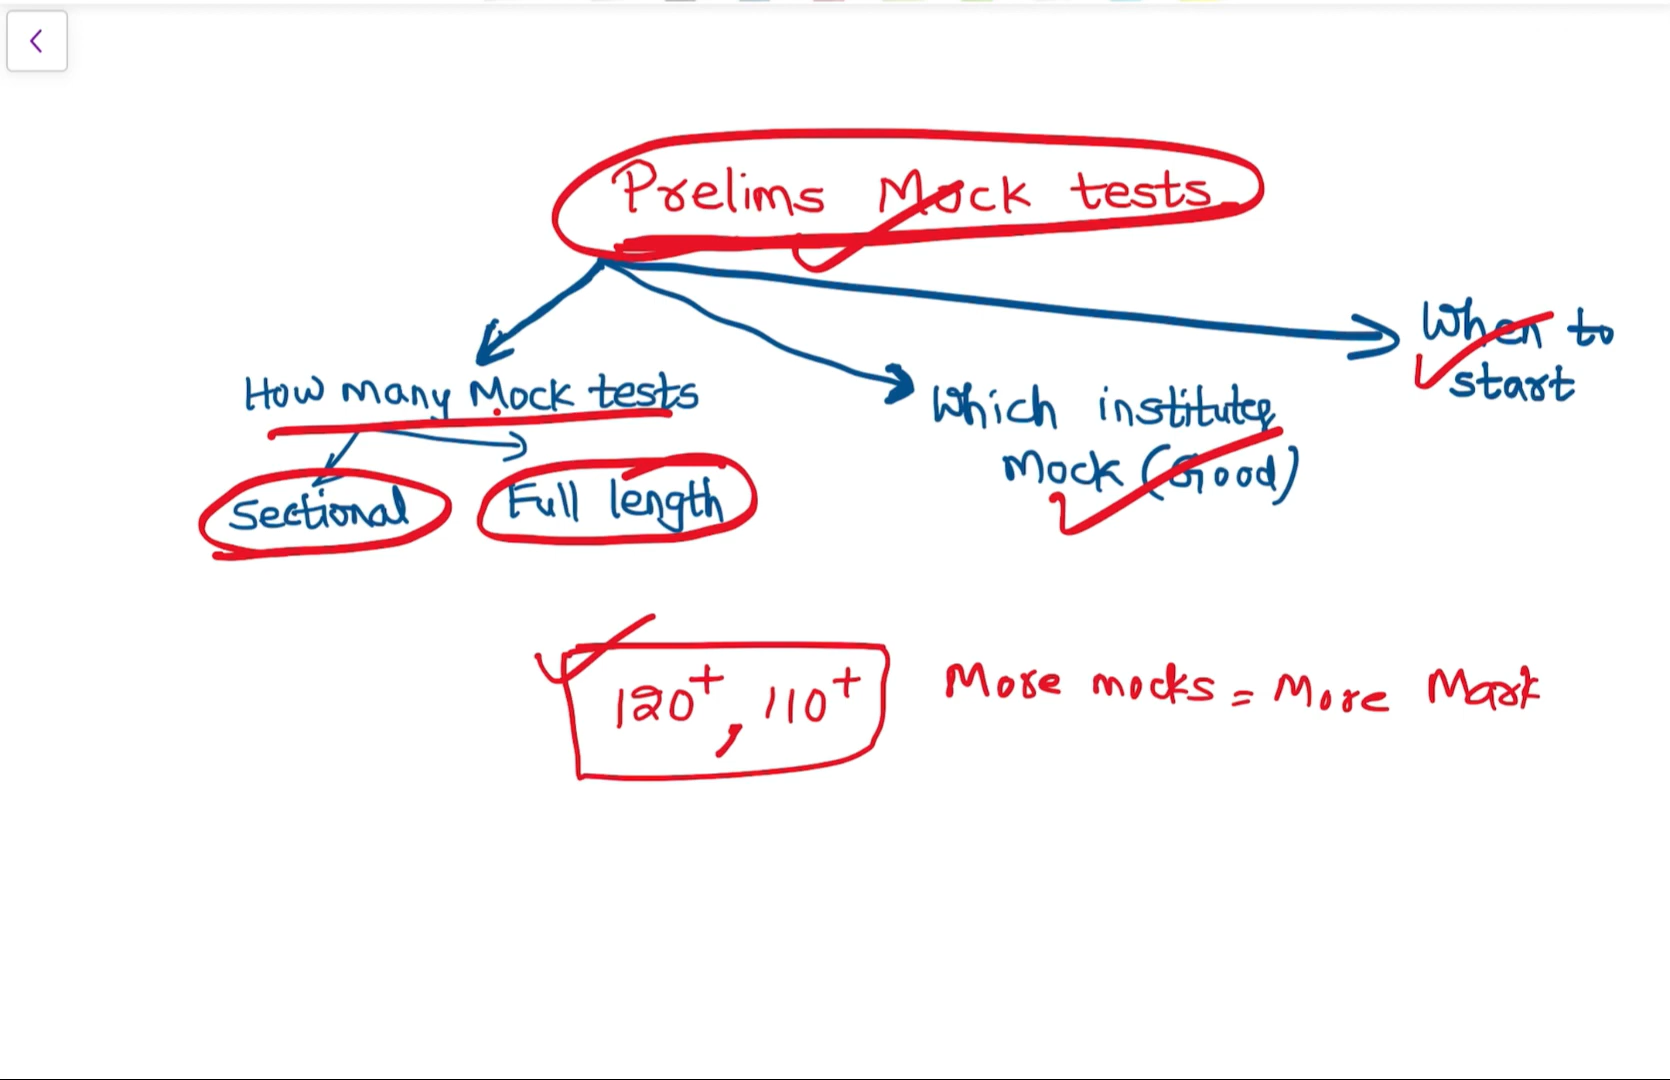 Prelims Mock tests
When to
start
How many Mock tests
Which institutes
Mock (Good)
Sectional
Full length
120+, 110+
More mocks = More Mark